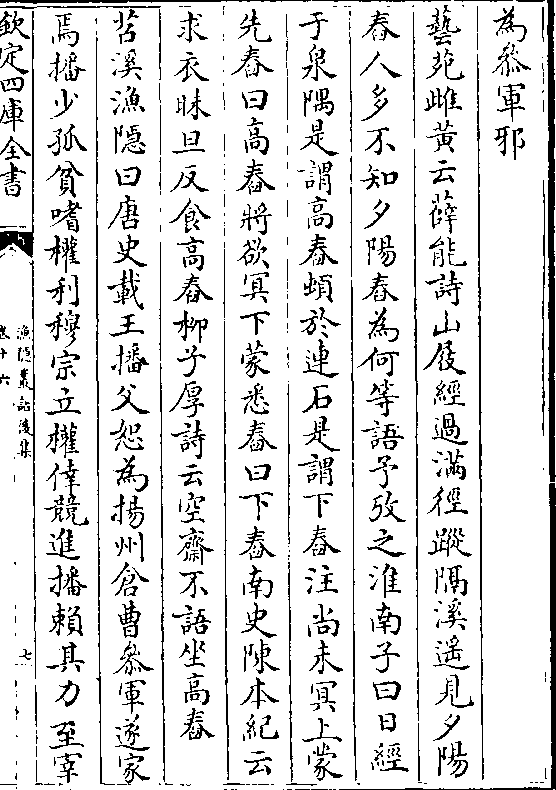 為叅軍邪
藝苑雌黄云薛能詩山屐經過滿徑蹤隔溪遥見夕陽
舂人多不知夕陽舂為何等語予攷之淮南子曰日經
于泉隅是謂高舂頓於連石是謂下舂注尚未冥上蒙
先舂曰高舂將欲冥下蒙悉舂曰下舂南史陳本紀云
求衣昧旦反食高舂柳子厚詩云空齋不語坐高舂
苕溪漁隠曰唐史載王播父恕為揚州倉曹叅軍遂家
焉播少孤貧嗜權利穆宗立權倖競進播賴其力至宰
欽定四庫全書
漁隠叢話後集
卷十六
七